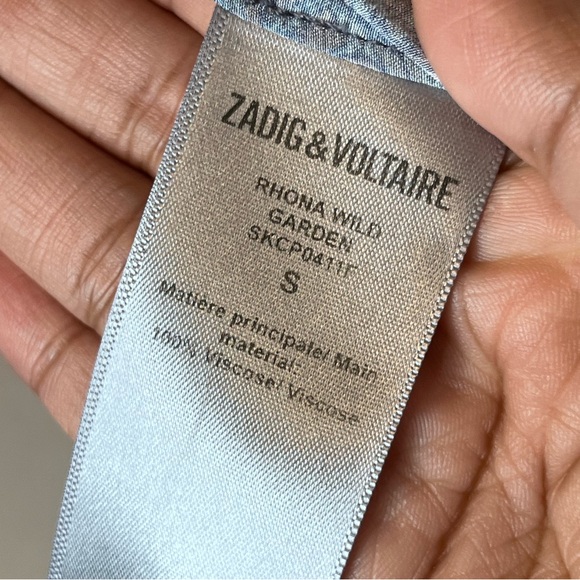 ZADIG&VOLTAIRE
RHONA WILD
GARDEN
SKCP0411F
S
Matière principale/ Main
material:
100% Viscose/ Viscose